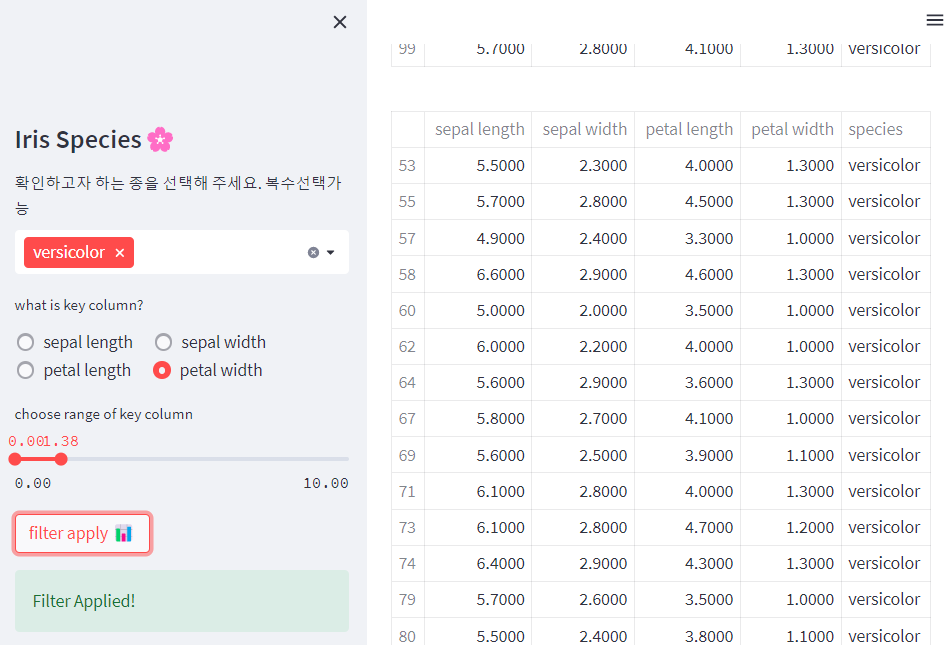 Iris Species
확인하고자 하는 종을 선택해 주세요. 복수선택가
능
versicolor ×
what is key column?
sepal length sepal width
petal length petal width
choose range of key column
0.00 1.38
0.00 10.00
filter apply
Filter Applied!
99 5.7000 2.8000 4.1000 1.3000 versicolor
sepal length sepal width petal length petal width species
53 5.5000 2.3000 4.0000 1.3000 versicolor
55 5.7000 2.8000 4.5000 1.3000 versicolor
57 4.9000 2.4000 3.3000 1.0000 versicolor
58 6.6000 2.9000 4.6000 1.3000 versicolor
60 5.0000 2.0000 3.5000 1.0000 versicolor
62 6.0000 2.2000 4.0000 1.0000 versicolor
64 5.6000 2.9000 3.6000 1.3000 versicolor
67 5.8000 2.7000 4.1000 1.0000 versicolor
69 5.6000 2.5000 3.9000 1.1000 versicolor
71 6.1000 2.8000 4.0000 1.3000 versicolor
73 6.1000 2.8000 4.7000 1.2000 versicolor
74 6.4000 2.9000 4.3000 1.3000 versicolor
79 5.7000 2.6000 3.5000 1.0000 versicolor
80 5.5000 2.4000 3.8000 1.1000 versicolor